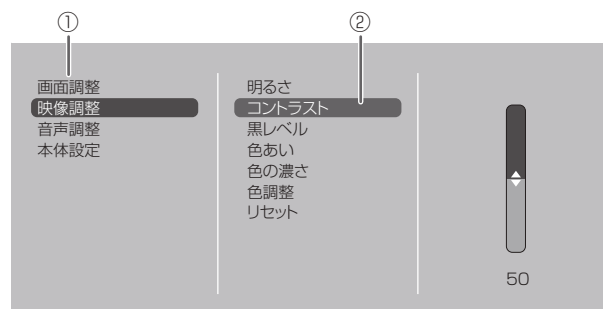 ① ②
画面調整
映像調整
音声調整
本体設定
明るさ
コントラスト
黒レベル
色あい
色の濃さ
色調整
リセット
50